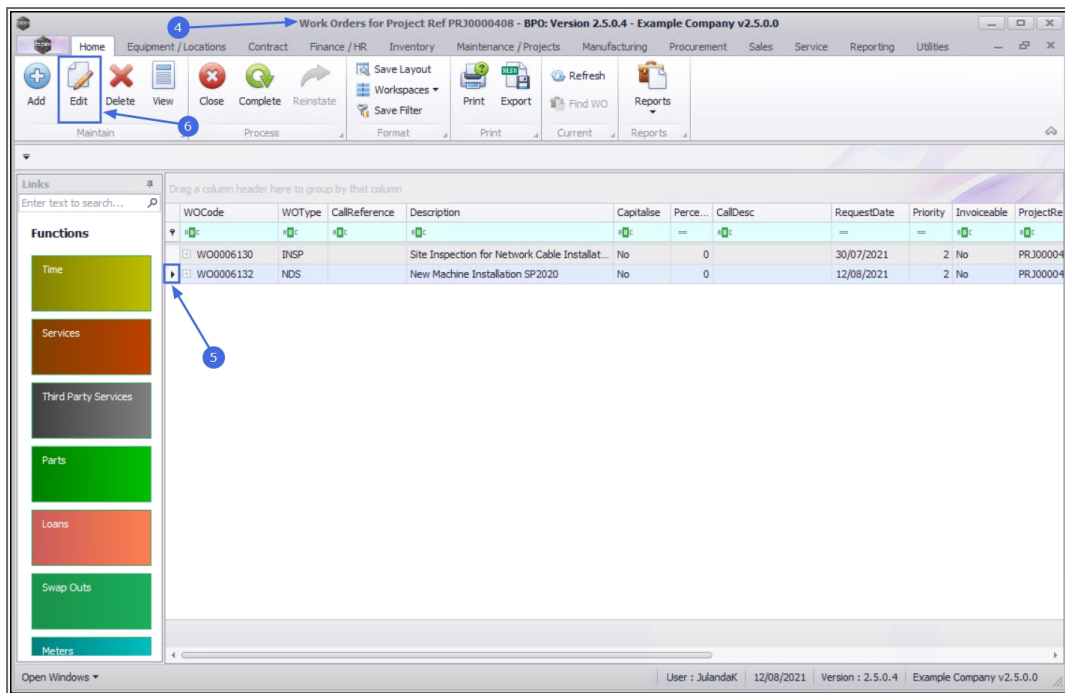 4
Work Orders for Project Ref PRJ0000408 - BPO: Version 2.5.0.4 - Example Company v2.5.0.0
Home Equipment / Locations Contract Finance / HR Inventory Maintenance / Projects Manufacturing Procurement Sales Service Reporting Utilities
Save Layout
Workspaces
Save Filter
Refresh
Find WO
Add Edit Delete View Close Complete Reinstate Print Export Reports
6
Maintain Process Format Print Current Reports
Links
Enter text to search...
Drag a column header here to group by that column
WOCode WOType CallReference Description Capitalise Perce... CallDesc RequestDate Priority Invoiceable ProjectRe
WO0006130 INSP Site Inspection for Network Cable Installat... No 0 30/07/2021 2 No PRJ00004
WO0006132 NDS New Machine Installation SP2020 No 0 12/08/2021 2 No PRJ00004
5
Functions
Time
Services
Third Party Services
Parts
Loans
Swap Outs
Meters
Open Windows
User : JulandaK 12/08/2021 Version : 2.5.0.4 Example Company v2.5.0.0